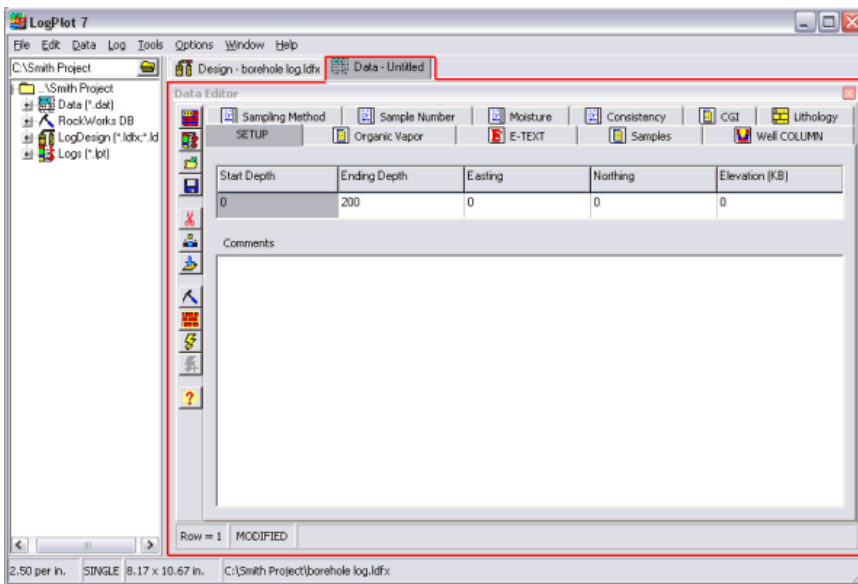 LogPlot 7
File Edit Data Log Tools Options Window Help
C:\Smith Project
Design - borehole log.ldfx
Data - Untitled
..\Smith Project
Data (*.dat)
RockWorks DB
LogDesign (*.ldfx;*.ld
Logs (*.lpt)
Data Editor
Sampling Method
Sample Number
Moisture
Consistency
CGI
Lithology
SETUP
Organic Vapor
E-TEXT
Samples
Well COLUMN
Start Depth Ending Depth Easting Northing Elevation (KB)
0 200 0 0 0
Comments
Row = 1 MODIFIED
2.50 per in. SINGLE 8.17 x 10.67 in. C:\Smith Project\borehole log.ldfx